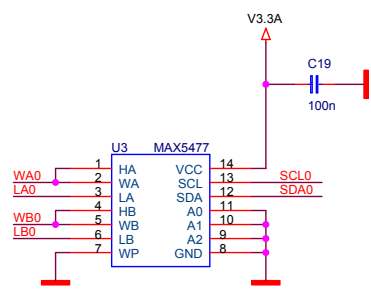 V3.3A
C19
100n
U3 MAX5477
1 HA VCC 14
WA0 2 WA SCL 13 SCL0
LA0 3 LA SDA 12 SDA0
4 HB A0 11
WB0 5 WB A1 10
LB0 6 LB A2 9
7 WP GND 8